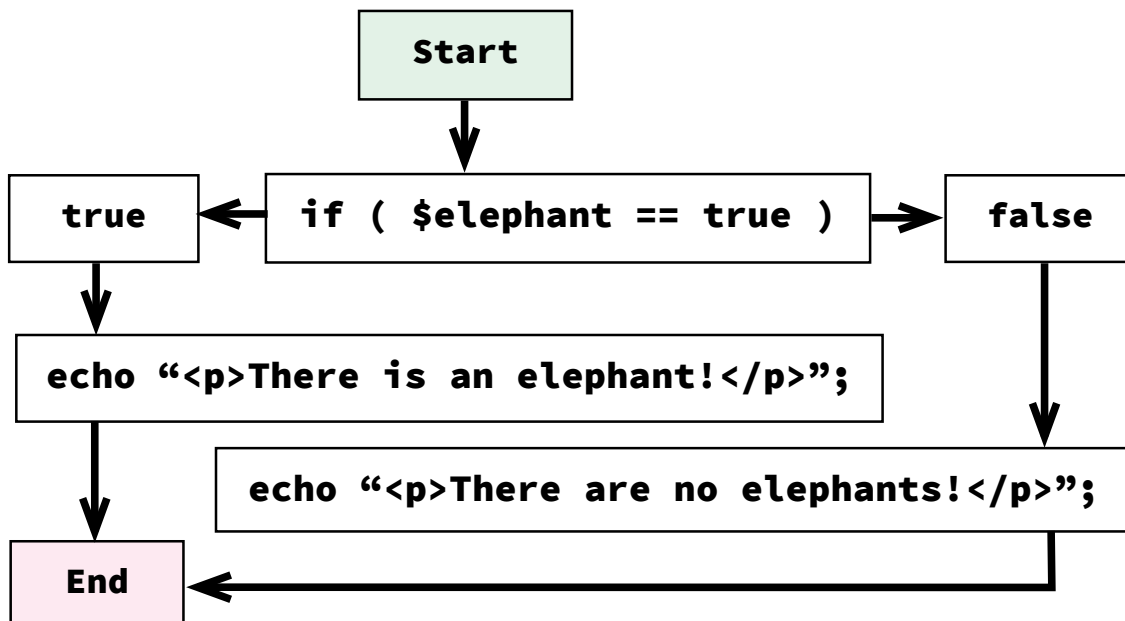 Start
true
if ( $elephant == true )
false
echo “<p>There is an elephant!</p>”;
echo “<p>There are no elephants!</p>”;
End